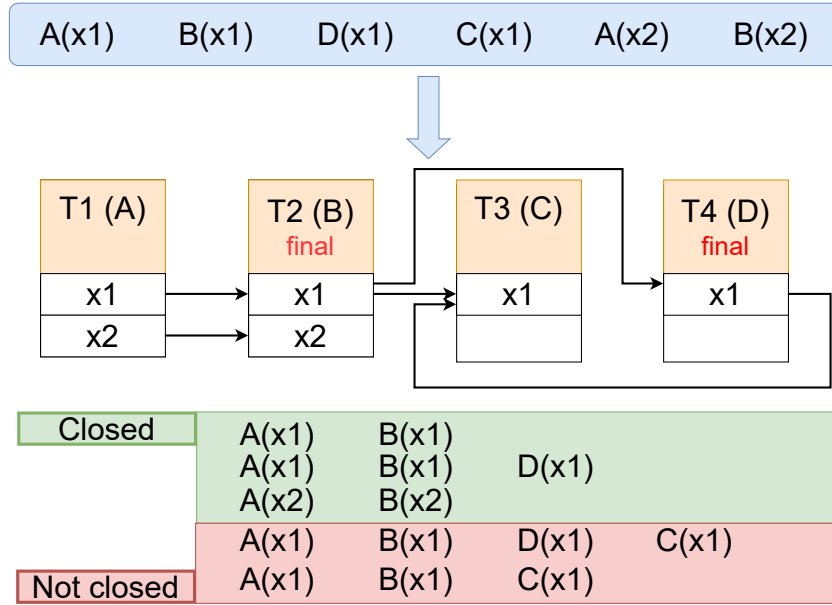 A(x1) B(x1) D(x1) C(x1) A(x2) B(x2)
T1 (A) T2 (B) T3 (C) T4 (D)
final final
x1 x1 x1 x1
x2 x2
Closed
A(x1) B(x1)
A(x1) B(x1) D(x1)
A(x2) B(x2)
A(x1) B(x1) D(x1) C(x1)
Not closed A(x1) B(x1) C(x1)